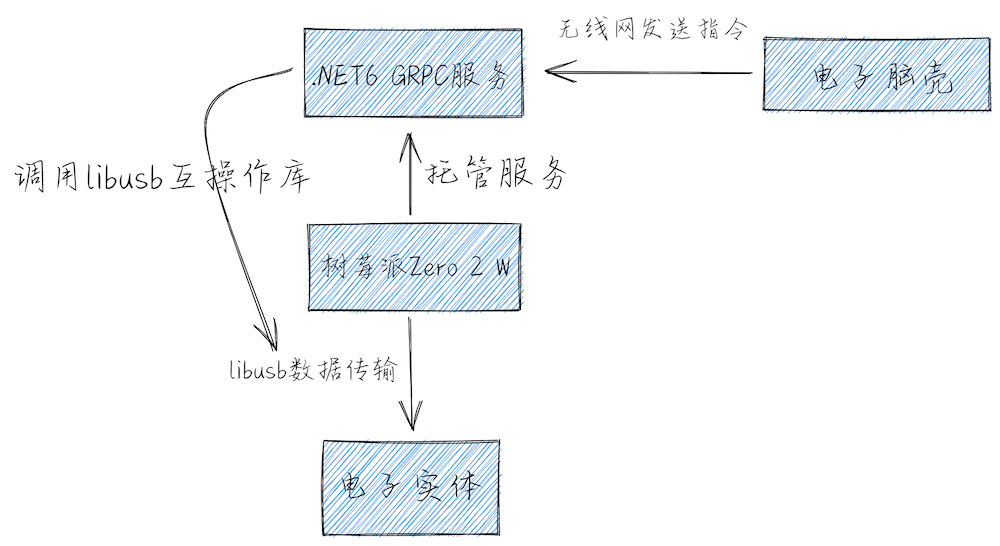 无线网发送指令
.NET6 GRPC服务
电子脑壳
调用libusb互操作库
托管服务
树莓派Zero 2 W
libusb数据传输
电子实体